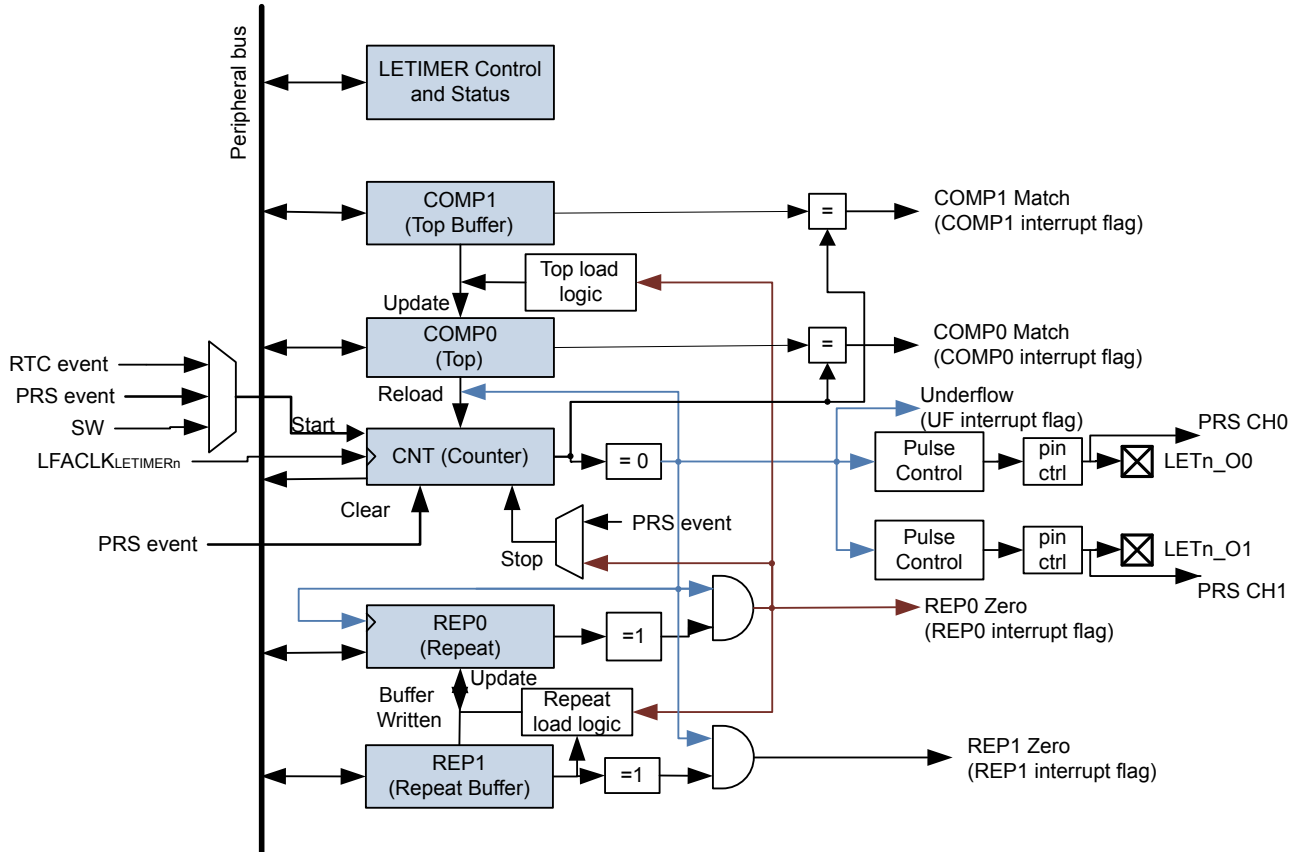 Peripheral bus
LETIMER Control
and Status
COMP1
(Top Buffer)
=
COMP1 Match
(COMP1 interrupt flag)
Top load
logic
Update
COMP0
(Top)
=
COMP0 Match
(COMP0 interrupt flag)
RTC event
PRS event
SW
LFACLKLETIMERn
Start
Reload
CNT (Counter)
= 0
Underflow
(UF interrupt flag)
Pulse
Control
pin
ctrl
PRS CH0
LETn_O0
Clear
PRS event
Stop
PRS event
Pulse
Control
pin
ctrl
LETn_O1
PRS CH1
REP0
(Repeat)
=1
REP0 Zero
(REP0 interrupt flag)
Update
Buffer
Written
Repeat
load logic
REP1
(Repeat Buffer)
=1
REP1 Zero
(REP1 interrupt flag)